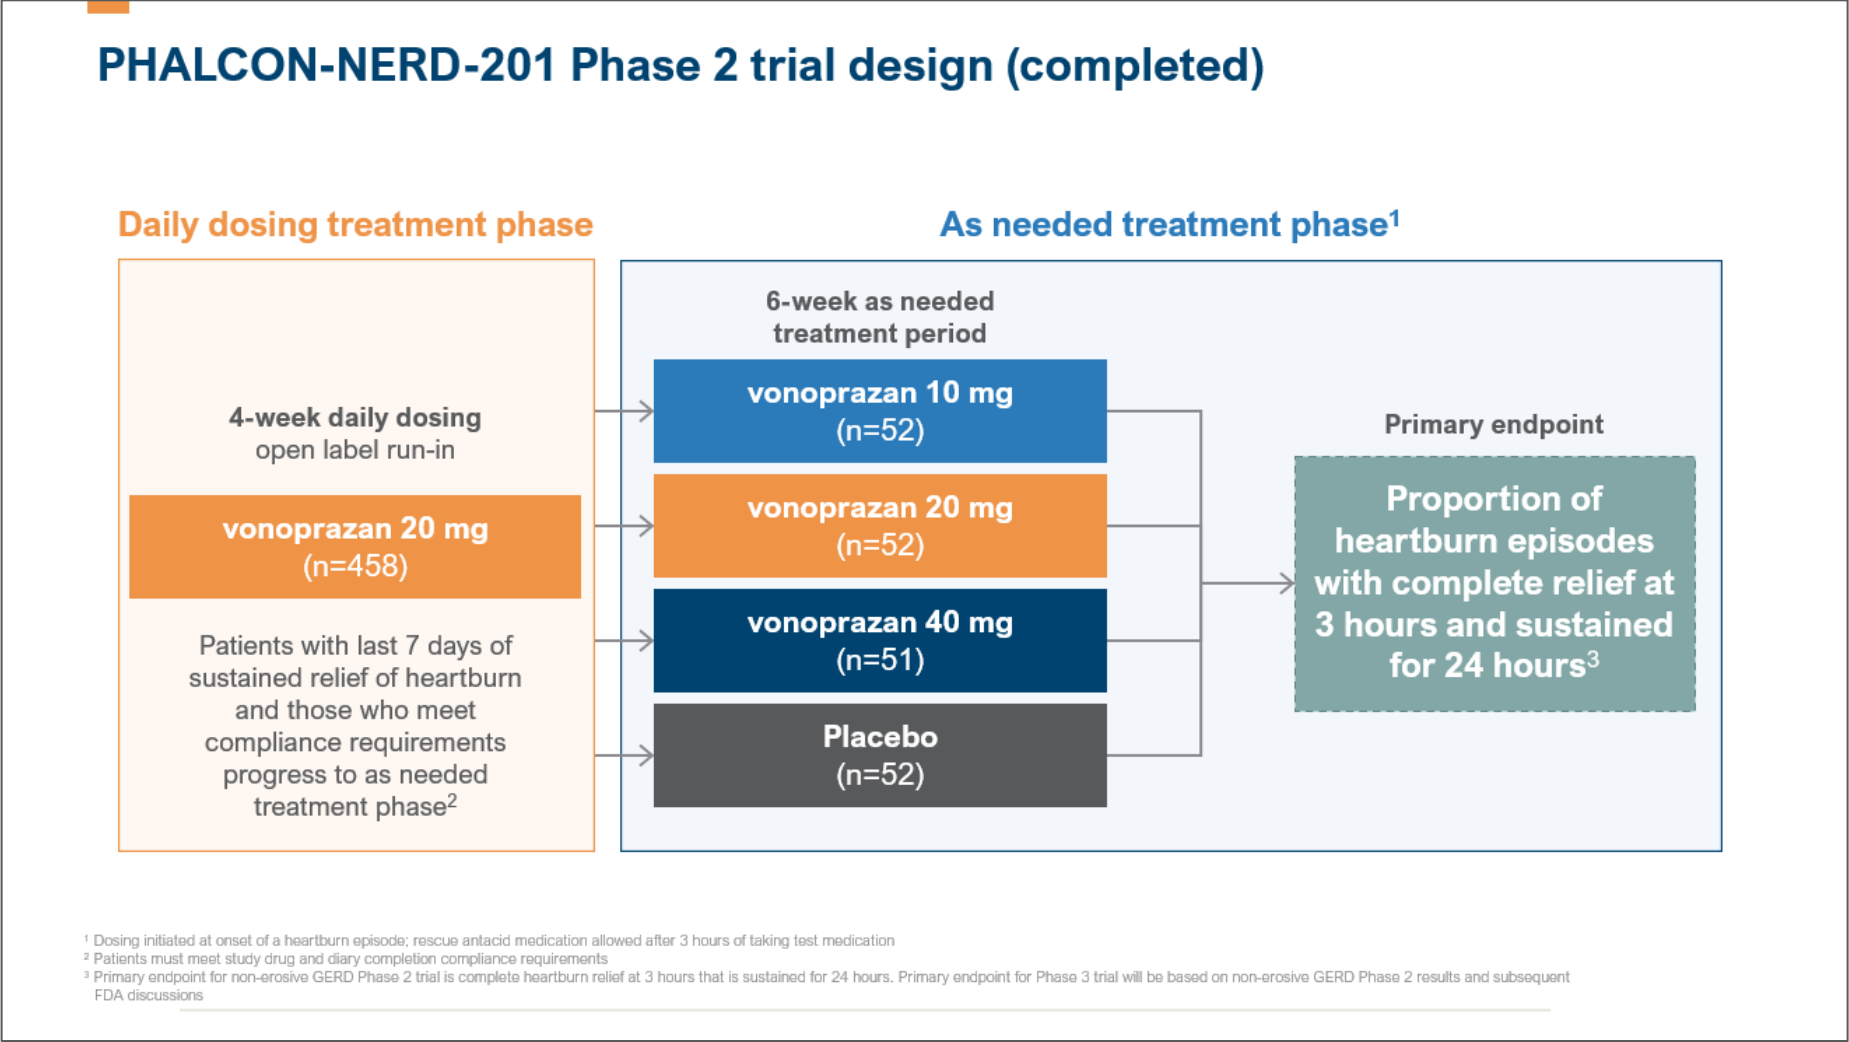 PHALCON-NERD-201 Phase 2 trial design (completed)
Daily dosing treatment phase
4-week daily dosing
open label run-in
vonoprazan 20 mg
(n=458)
Patients with last 7 days of
sustained relief of heartburn
and those who meet
compliance requirements
progress to as needed
treatment phase²
As needed treatment phase¹
6-week as needed
treatment period
vonoprazan 10 mg
(n=52)
vonoprazan 20 mg
(n=52)
vonoprazan 40 mg
(n=51)
Placebo
(n=52)
Primary endpoint
Proportion of
heartburn episodes
with complete relief at
3 hours and sustained
for 24 hours³
¹ Dosing initiated at onset of a heartburn episode; rescue antacid medication allowed after 3 hours of taking test medication
² Patients must meet study drug and diary completion compliance requirements
³ Primary endpoint for non-erosive GERD Phase 2 trial is complete heartburn relief at 3 hours that is sustained for 24 hours. Primary endpoint for Phase 3 trial will be based on non-erosive GERD Phase 2 results and subsequent
FDA discussions